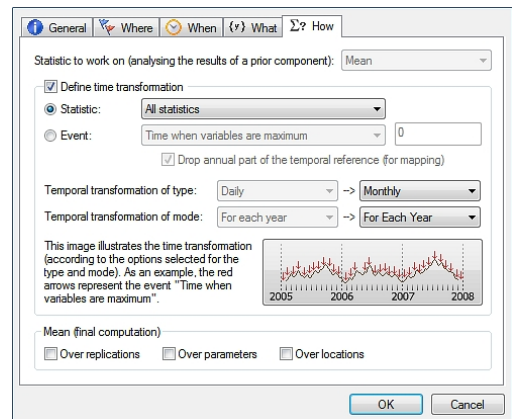 General Where When {y} What Σ? How
Statistic to work on (analysing the results of a prior component): Mean
Define time transformation
Statistic: All statistics
Event: Time when variables are maximum 0
Drop annual part of the temporal reference (for mapping)
Temporal transformation of type: Daily --> Monthly
Temporal transformation of mode: For each year --> For Each Year
This image illustrates the time transformation
(according to the options selected for the
type and mode). As an example, the red
arrows represent the event "Time when
variables are maximum".
2005 2006 2007 2008
Mean (final computation)
Over replications Over parameters Over locations
OK Cancel